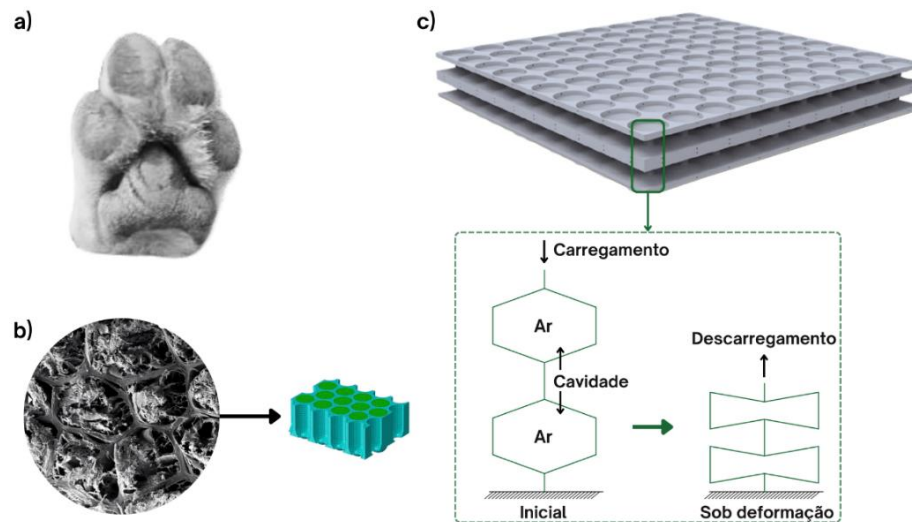 a)
b)
c)
Carregamento
Ar
Cavidade
Ar
Inicial
Descarregamento
Sob deformação